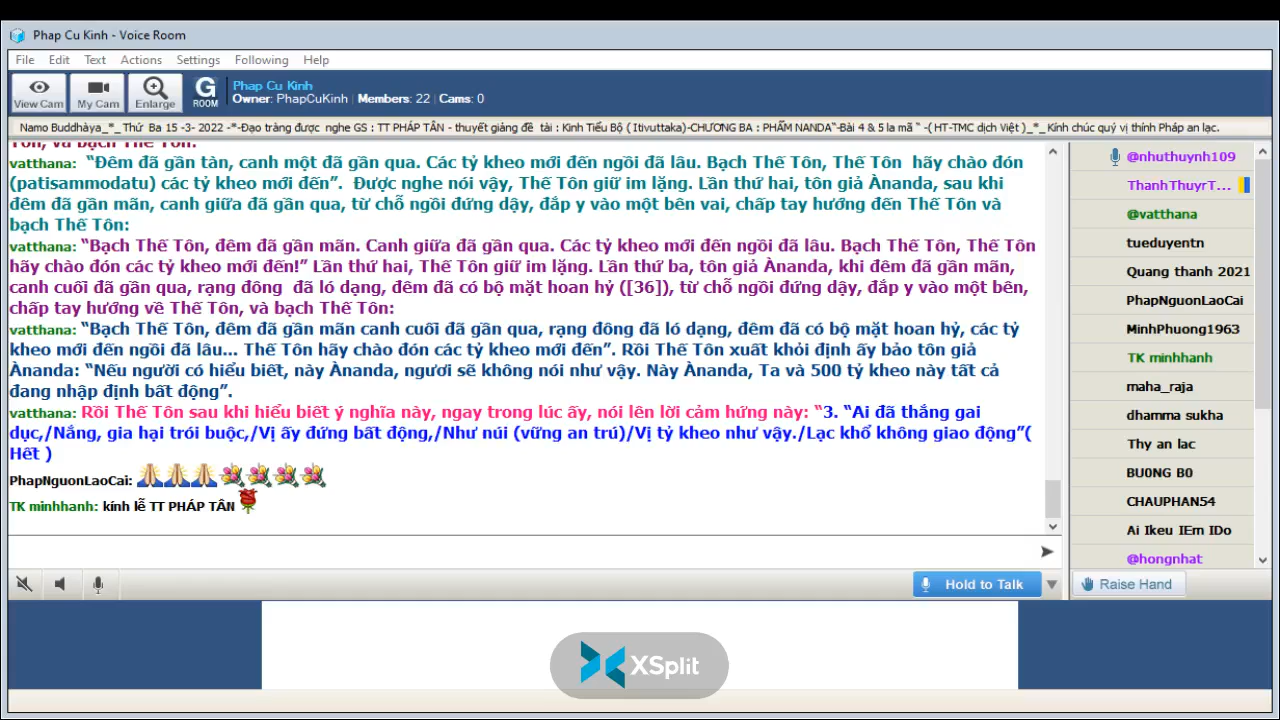 Phap Cu Kinh - Voice Room
File Edit Text Actions Settings Following Help
View Cam
My Cam
Enlarge
G
ROOM
Phap Cu Kinh
Owner: PhapCuKinh | Members: 22 | Cams: 0
Namo Buddhàya_*_ Thứ Ba 15 -3- 2022 -*-Đạo tràng được nghe GS : TT PHÁP TÂN - thuyết giảng đề tài : Kinh Tiểu Bộ ( Itivuttaka)-CHƯƠNG BA : PHẨM NANDA“-Bài 4 & 5 la mã “ -( HT-TMC dịch Việt )_*_ Kính chúc quý vị thính Pháp an lạc.
Tôn, và bạch Thế Tôn:
vatthana: “Đêm đã gần tàn, canh một đã gần qua. Các tỷ kheo mới đến ngồi đã lâu. Bạch Thế Tôn, Thế Tôn hãy chào đón
(patisammodatu) các tỷ kheo mới đến”. Được nghe nói vậy, Thế Tôn giữ im lặng. Lần thứ hai, tôn giả Ànanda, sau khi
đêm đã gần mãn, canh giữa đã gần qua, từ chỗ ngồi đứng dậy, đắp y vào một bên vai, chấp tay hướng đến Thế Tôn và
bạch Thế Tôn:
vatthana: “Bạch Thế Tôn, đêm đã gần mãn. Canh giữa đã gần qua. Các tỷ kheo mới đến ngồi đã lâu. Bạch Thế Tôn, Thế Tôn
hãy chào đón các tỷ kheo mới đến!” Lần thứ hai, Thế Tôn giữ im lặng. Lần thứ ba, tôn giả Ànanda, khi đêm đã gần mãn,
canh cuối đã gần qua, rạng đông đã ló dạng, đêm đã có bộ mặt hoan hỷ ([36]), từ chỗ ngồi đứng dậy, đắp y vào một bên,
chấp tay hướng về Thế Tôn, và bạch Thế Tôn:
vatthana: “Bạch Thế Tôn, đêm đã gần mãn canh cuối đã gần qua, rạng đông đã ló dạng, đêm đã có bộ mặt hoan hỷ, các tỷ
kheo mới đến ngồi đã lâu... Thế Tôn hãy chào đón các tỷ kheo mới đến”. Rồi Thế Tôn xuất khỏi định ấy bảo tôn giả
Ànanda: “Nếu người có hiểu biết, này Ànanda, ngươi sẽ không nói như vậy. Này Ànanda, Ta và 500 tỷ kheo này tất cả
đang nhập định bất động”.
vatthana: Rồi Thế Tôn sau khi hiểu biết ý nghĩa này, ngay trong lúc ấy, nói lên lời cảm hứng này: “3. “Ai đã thắng gai
dục,/Nắng, gia hại trói buộc,/Vị ấy đứng bất động,/Như núi (vững an trú)/Vị tỷ kheo như vậy./Lạc khổ không giao động”(
Hết )
PhapNguonLaoCai:
TK minhhanh: kính lễ TT PHÁP TÂN
@nhuthuynh109
ThanhThuyrT...
@vatthana
tueduyentn
Quang thanh 2021
PhapNguonLaoCai
MinhPhuong1963
TK minhhanh
maha_raja
dhamma sukha
Thy an lac
BU0NG B0
CHAUPHAN54
Ai Ikeu IEm IDo
@hongnhat
Hold to Talk
Raise Hand
XSplit